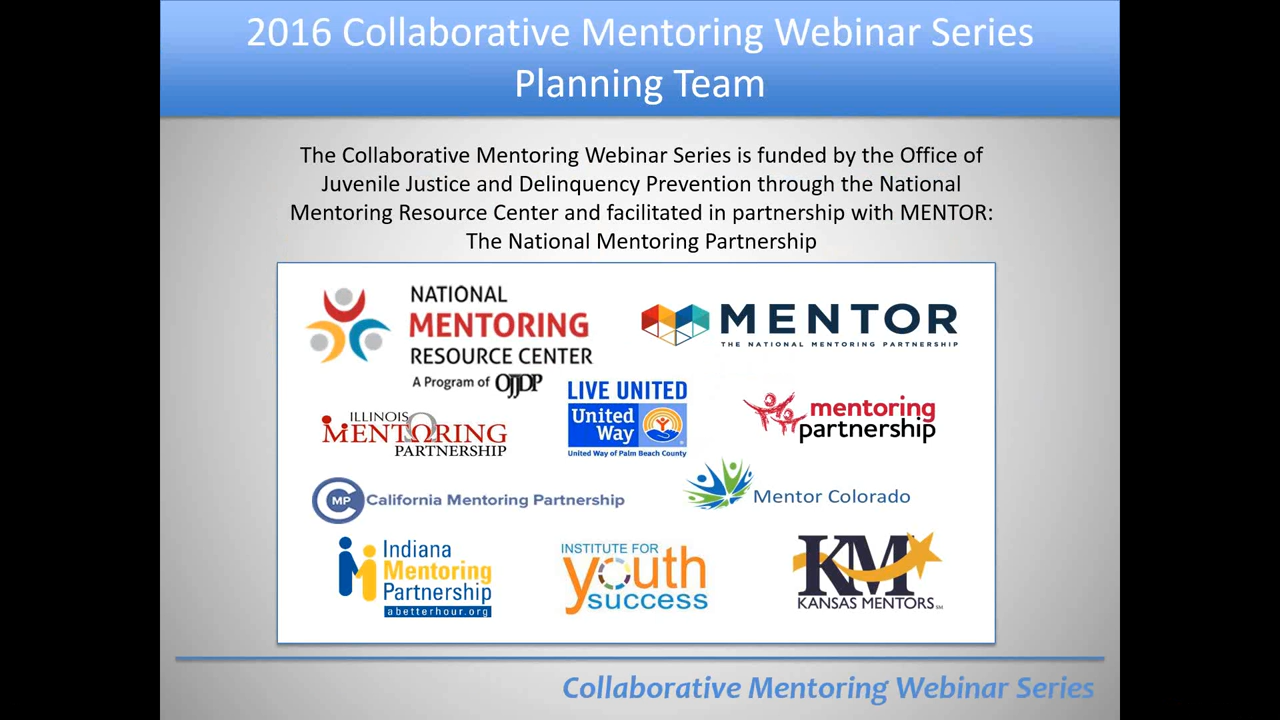 2016 Collaborative Mentoring Webinar Series
Planning Team
The Collaborative Mentoring Webinar Series is funded by the Office of
Juvenile Justice and Delinquency Prevention through the National
Mentoring Resource Center and facilitated in partnership with MENTOR:
The National Mentoring Partnership
NATIONAL
MENTORING
RESOURCE CENTER
A Program of OJJDP
MENTOR
THE NATIONAL MENTORING PARTNERSHIP
ILLINOIS
MENTORING
PARTNERSHIP
LIVE UNITED
United
Way
United Way of Palm Beach County
mentoring
partnership
CMP
California Mentoring Partnership
Mentor Colorado
Indiana
Mentoring
Partnership
abetterhour.org
INSTITUTE FOR
youth
success
KM
KANSAS MENTORS SM
Collaborative Mentoring Webinar Series